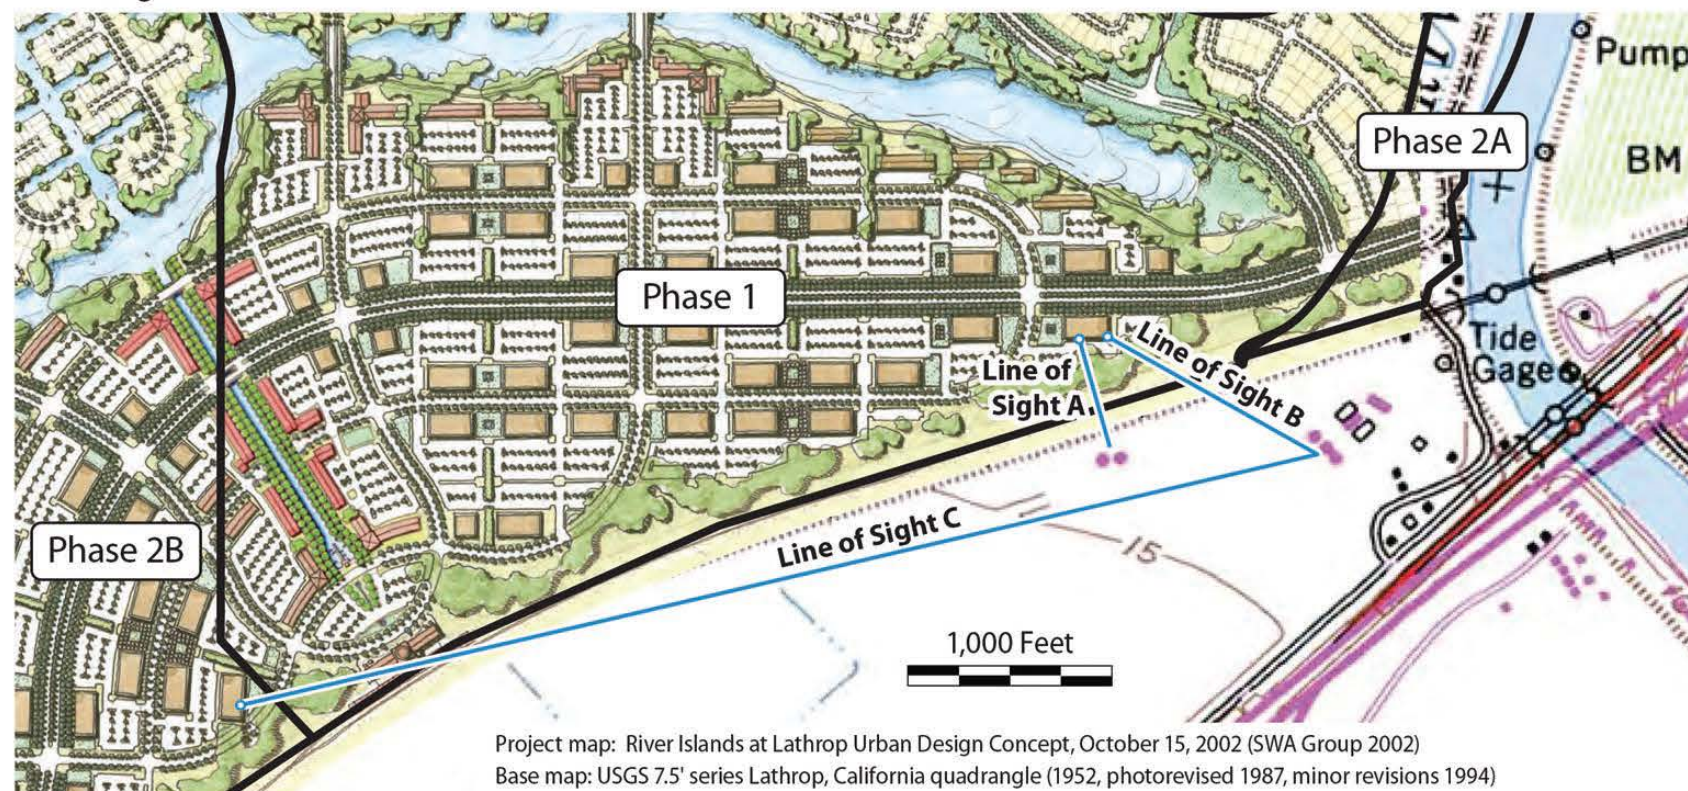 Pump
Phase 2A
BM
Phase 1
Tide
Gage
Line of
Sight A
Line of Sight B
Line of Sight C
15
Phase 2B
1,000 Feet
Project map: River Islands at Lathrop Urban Design Concept, October 15, 2002 (SWA Group 2002)
Base map: USGS 7.5' series Lathrop, California quadrangle (1952, photorevised 1987, minor revisions 1994)